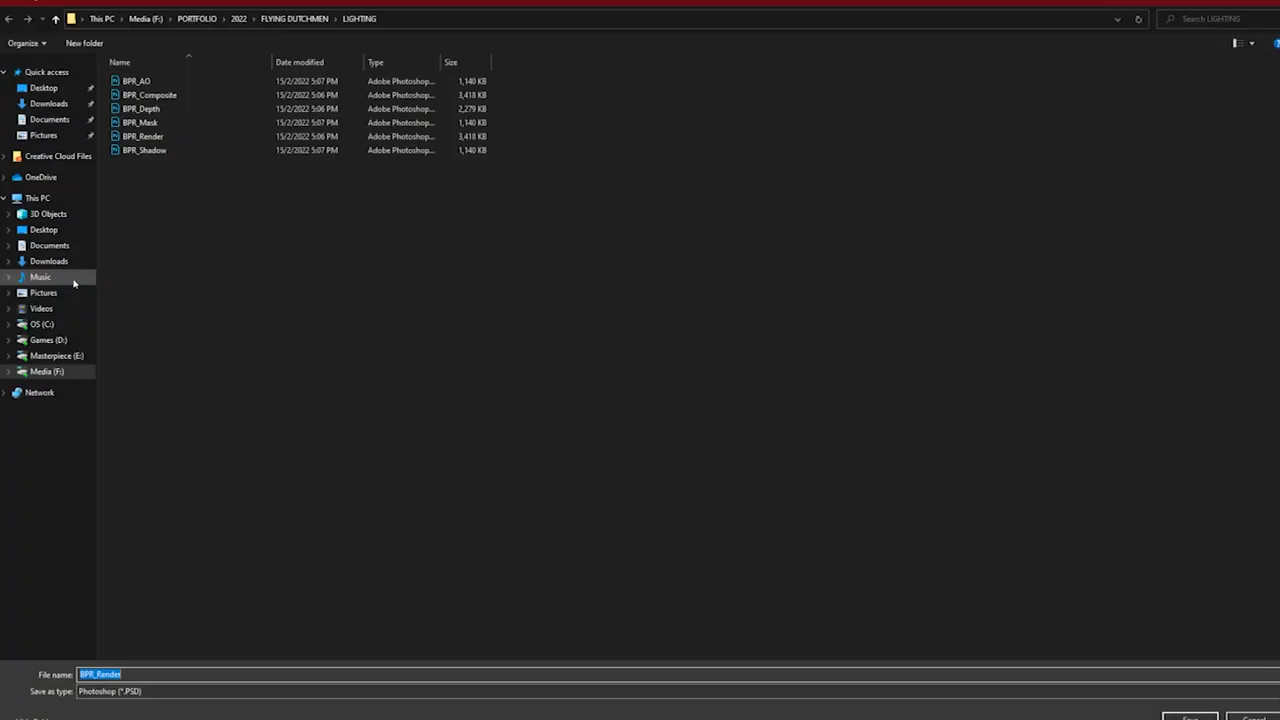 This PC > Media (F:) > PORTFOLIO > 2022 > FLYING DUTCHMEN > LIGHTING
Search LIGHTING
Organize
New folder
Name
Date modified
Type
Size
BPR_AO 15/2/2022 5:07 PM Adobe Photoshop... 1,140 KB
BPR_Composite 15/2/2022 5:06 PM Adobe Photoshop... 3,418 KB
BPR_Depth 15/2/2022 5:06 PM Adobe Photoshop... 2,279 KB
BPR_Mask 15/2/2022 5:07 PM Adobe Photoshop... 1,140 KB
BPR_Render 15/2/2022 5:06 PM Adobe Photoshop... 3,418 KB
BPR_Shadow 15/2/2022 5:07 PM Adobe Photoshop... 1,140 KB
Quick access
Desktop
Downloads
Documents
Pictures
Creative Cloud Files
OneDrive
This PC
3D Objects
Desktop
Documents
Downloads
Music
Pictures
Videos
OS (C:)
Games (D:)
Masterpiece (E:)
Media (F:)
Network
File name: BPR_Render
Save as type: Photoshop (*.PSD)